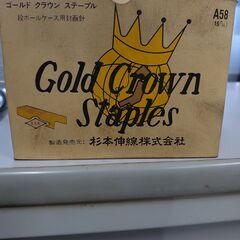 ゴールド クラウン ステープル
段ボールケース用封函針
A58
Gold Crown
Staples
製造発売元: 杉本伸線株式会社